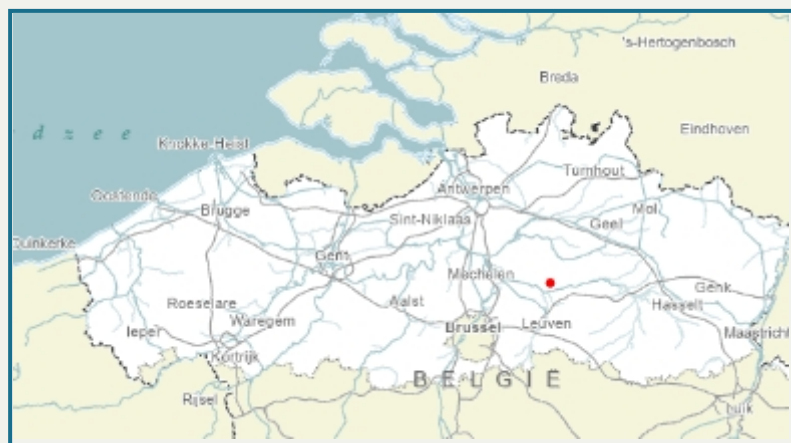 's-Hertogenbosch
Breda
dzee
Eindhoven
Knokke-Heist
Turnhout
Antwerpen
Oostende
Mol
Brugge
Sint-Niklaas
Geel
Duinkerke
Gent
Mechelen
Genk
Roeselare
Aalst
Hasselt
Waregem
Leuven
Ieper
Brussel
Maastricht
Kortrijk
BELGIË
Rijsel
Luik